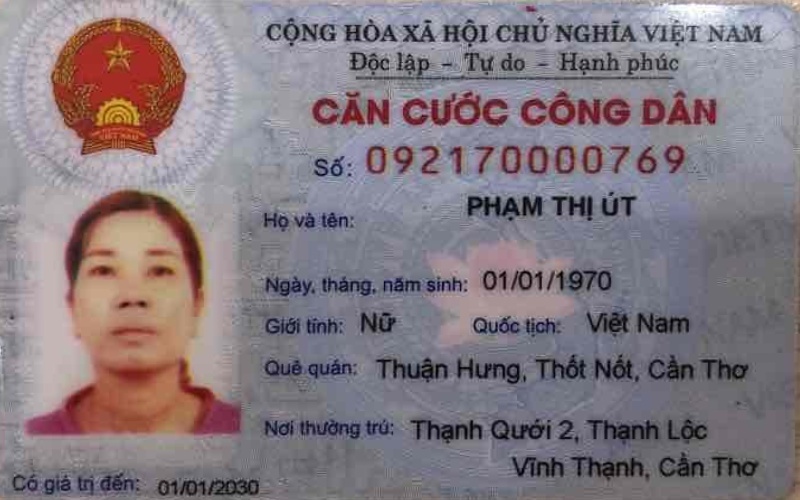 CỘNG HÒA XÃ HỘI CHỦ NGHĨA VIỆT NAM
Độc lập - Tự do - Hạnh phúc
CĂN CƯỚC CÔNG DÂN
Số: 092170000769
Họ và tên: PHẠM THỊ ÚT
Ngày, tháng, năm sinh: 01/01/1970
Giới tính: Nữ Quốc tịch: Việt Nam
Quê quán: Thuận Hưng, Thốt Nốt, Cần Thơ
Nơi thường trú: Thạnh Qưới 2, Thạnh Lộc
Vĩnh Thạnh, Cần Thơ
Có giá trị đến: 01/01/2030